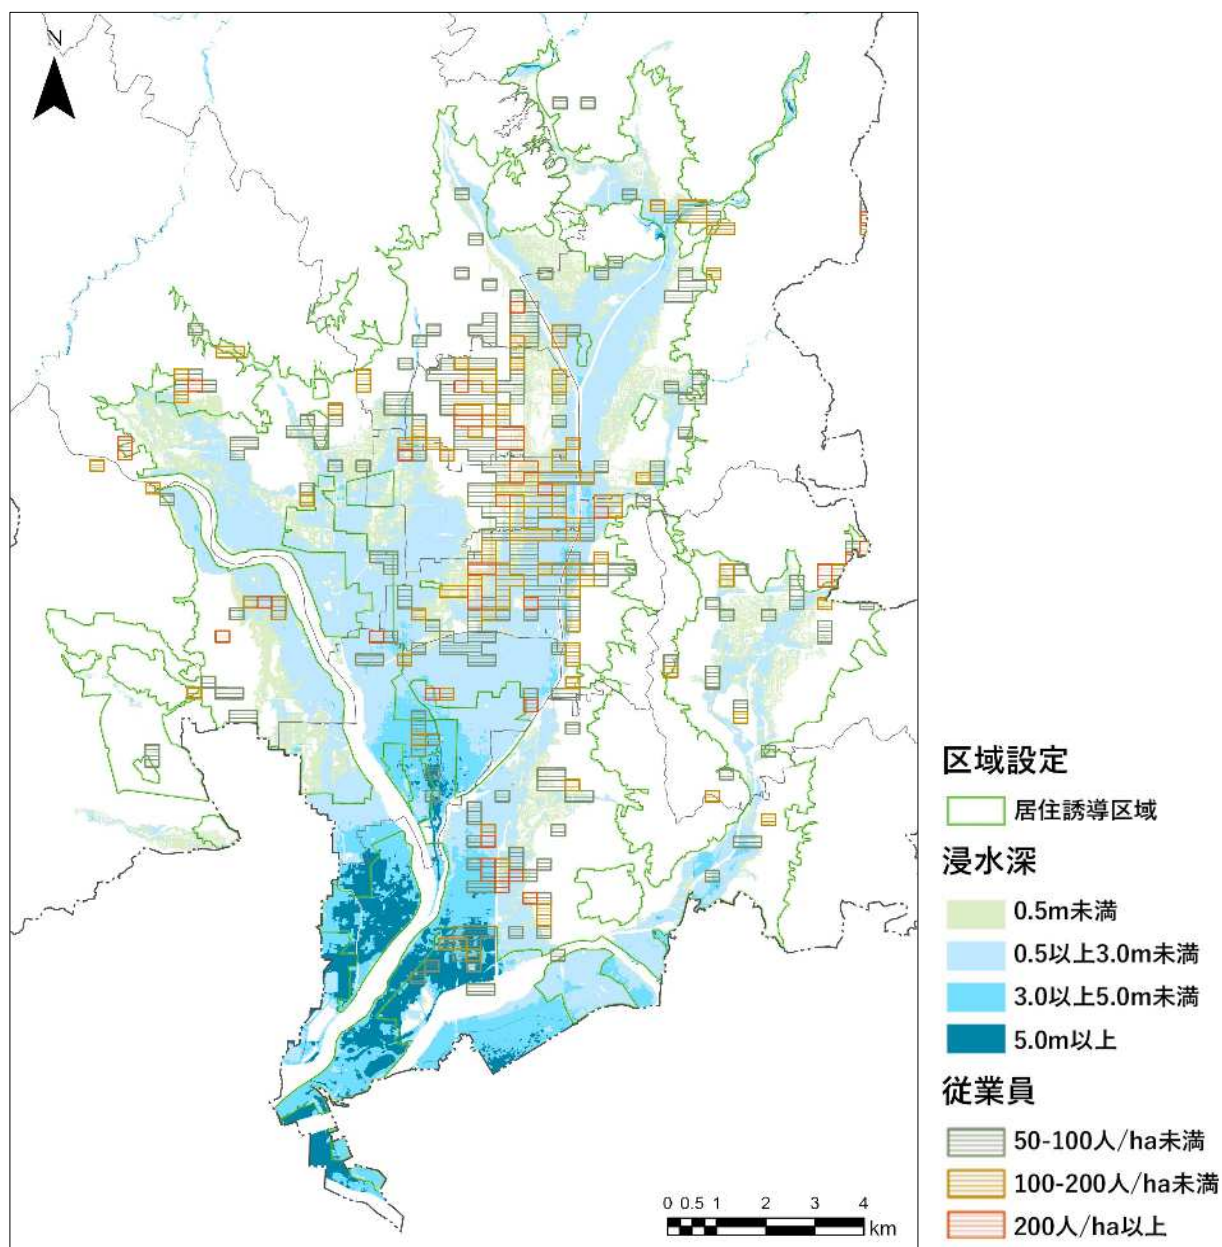 N
区域設定
居住誘導区域
浸水深
0.5m未満
0.5以上3.0m未満
3.0以上5.0m未満
5.0m以上
従業員
50-100人/ha未満
100-200人/ha未満
200人/ha以上
0 0.5 1 2 3 4
km